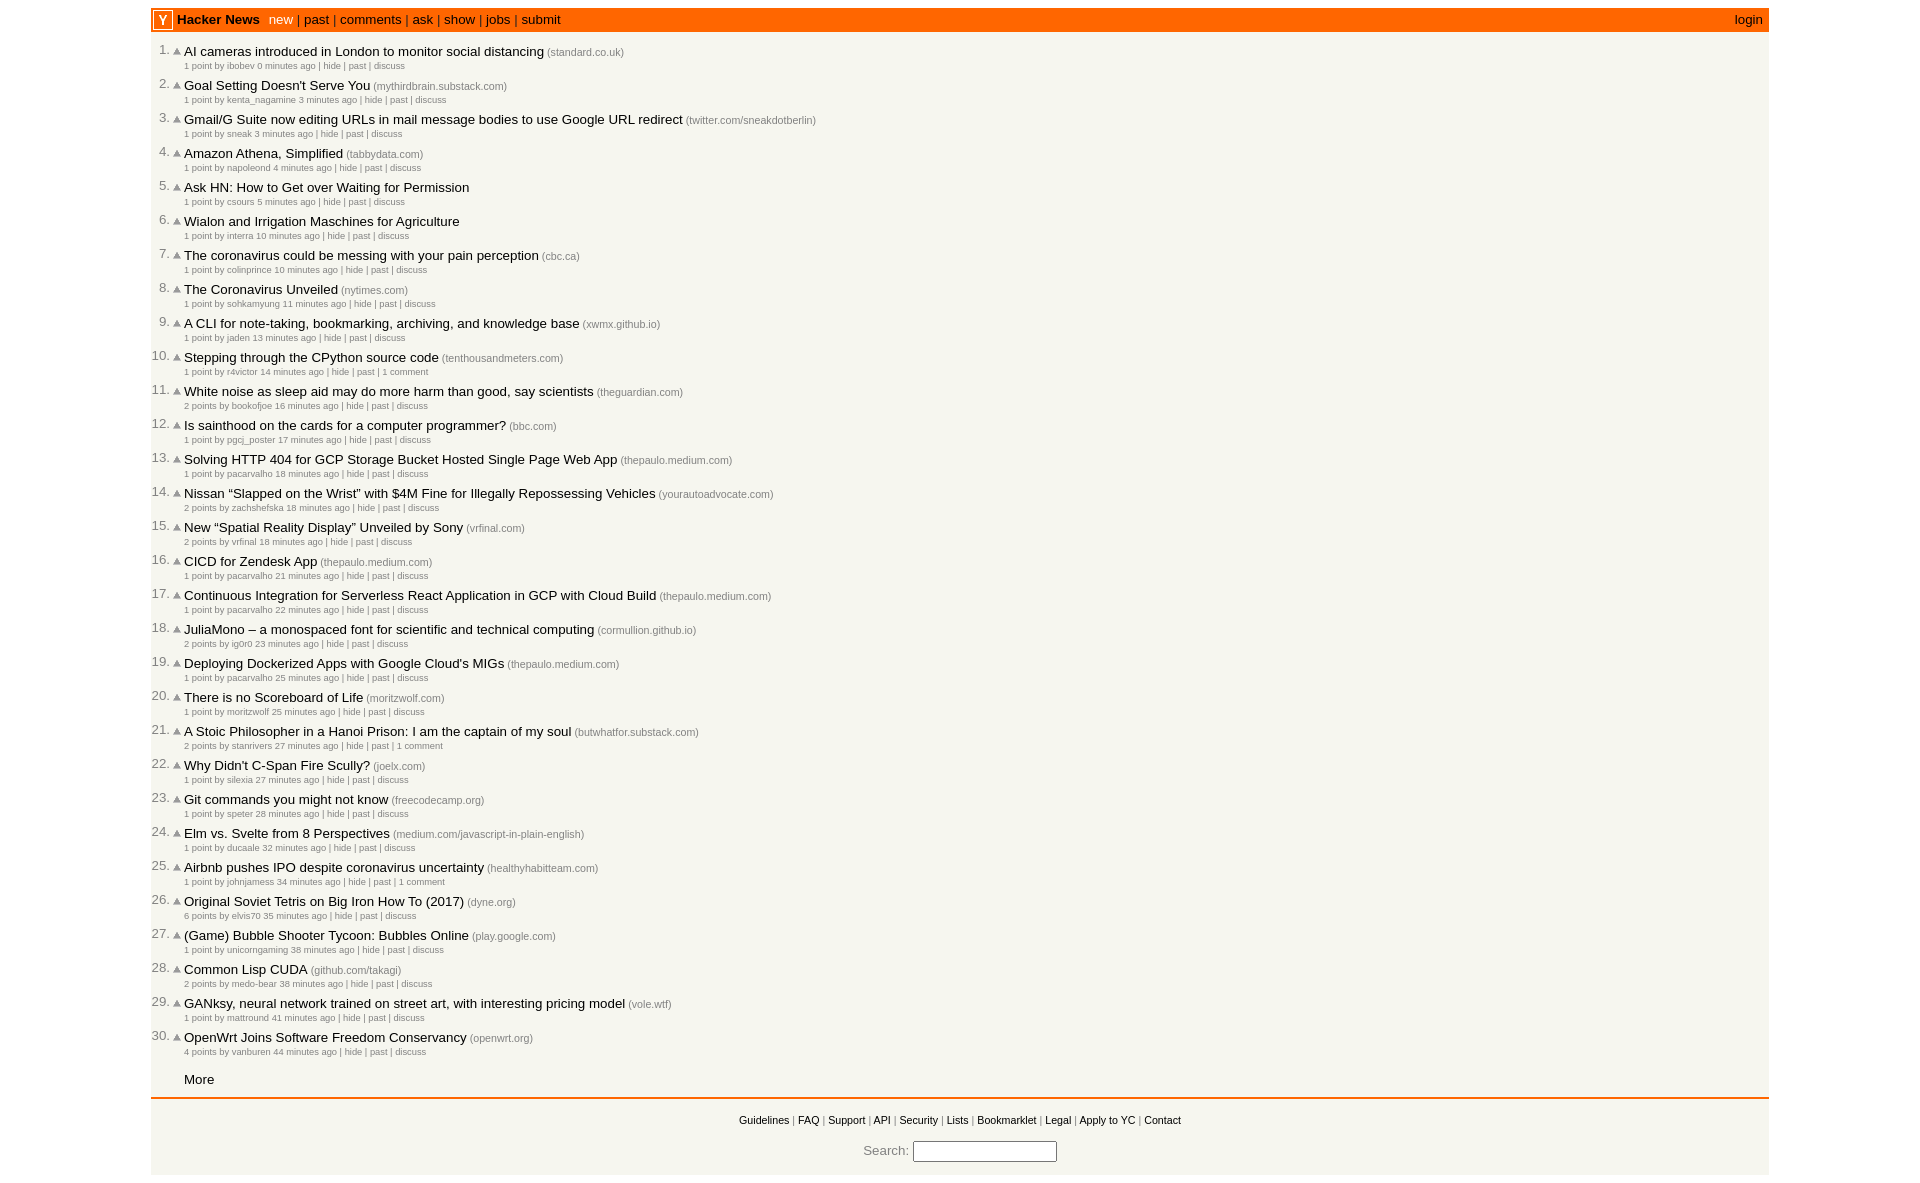 Y Hacker News new | past | comments | ask | show | jobs | submit login
1. AI cameras introduced in London to monitor social distancing (standard.co.uk)
1 point by ibobev 0 minutes ago | hide | past | discuss
2. Goal Setting Doesn't Serve You (mythirdbrain.substack.com)
1 point by kenta_nagamine 3 minutes ago | hide | past | discuss
3. Gmail/G Suite now editing URLs in mail message bodies to use Google URL redirect (twitter.com/sneakdotberlin)
1 point by sneak 3 minutes ago | hide | past | discuss
4. Amazon Athena, Simplified (tabbydata.com)
1 point by napoleond 4 minutes ago | hide | past | discuss
5. Ask HN: How to Get over Waiting for Permission
1 point by csours 5 minutes ago | hide | past | discuss
6. Wialon and Irrigation Maschines for Agriculture
1 point by interra 10 minutes ago | hide | past | discuss
7. The coronavirus could be messing with your pain perception (cbc.ca)
1 point by colinprince 10 minutes ago | hide | past | discuss
8. The Coronavirus Unveiled (nytimes.com)
1 point by sohkamyung 11 minutes ago | hide | past | discuss
9. A CLI for note-taking, bookmarking, archiving, and knowledge base (xwmx.github.io)
1 point by jaden 13 minutes ago | hide | past | discuss
10. Stepping through the CPython source code (tenthousandmeters.com)
1 point by r4victor 14 minutes ago | hide | past | 1 comment
11. White noise as sleep aid may do more harm than good, say scientists (theguardian.com)
2 points by bookofjoe 16 minutes ago | hide | past | discuss
12. Is sainthood on the cards for a computer programmer? (bbc.com)
1 point by pgcj_poster 17 minutes ago | hide | past | discuss
13. Solving HTTP 404 for GCP Storage Bucket Hosted Single Page Web App (thepaulo.medium.com)
1 point by pacarvalho 18 minutes ago | hide | past | discuss
14. Nissan “Slapped on the Wrist” with $4M Fine for Illegally Repossessing Vehicles (yourautoadvocate.com)
2 points by zachshefska 18 minutes ago | hide | past | discuss
15. New “Spatial Reality Display” Unveiled by Sony (vrfinal.com)
2 points by vrfinal 18 minutes ago | hide | past | discuss
16. CICD for Zendesk App (thepaulo.medium.com)
1 point by pacarvalho 21 minutes ago | hide | past | discuss
17. Continuous Integration for Serverless React Application in GCP with Cloud Build (thepaulo.medium.com)
1 point by pacarvalho 22 minutes ago | hide | past | discuss
18. JuliaMono – a monospaced font for scientific and technical computing (cormullion.github.io)
2 points by ig0r0 23 minutes ago | hide | past | discuss
19. Deploying Dockerized Apps with Google Cloud's MIGs (thepaulo.medium.com)
1 point by pacarvalho 25 minutes ago | hide | past | discuss
20. There is no Scoreboard of Life (moritzwolf.com)
1 point by moritzwolf 25 minutes ago | hide | past | discuss
21. A Stoic Philosopher in a Hanoi Prison: I am the captain of my soul (butwhatfor.substack.com)
2 points by stanrivers 27 minutes ago | hide | past | 1 comment
22. Why Didn't C-Span Fire Scully? (joelx.com)
1 point by silexia 27 minutes ago | hide | past | discuss
23. Git commands you might not know (freecodecamp.org)
1 point by speter 28 minutes ago | hide | past | discuss
24. Elm vs. Svelte from 8 Perspectives (medium.com/javascript-in-plain-english)
1 point by ducaale 32 minutes ago | hide | past | discuss
25. Airbnb pushes IPO despite coronavirus uncertainty (healthyhabitteam.com)
1 point by johnjamess 34 minutes ago | hide | past | 1 comment
26. Original Soviet Tetris on Big Iron How To (2017) (dyne.org)
6 points by elvis70 35 minutes ago | hide | past | discuss
27. (Game) Bubble Shooter Tycoon: Bubbles Online (play.google.com)
1 point by unicorngaming 38 minutes ago | hide | past | discuss
28. Common Lisp CUDA (github.com/takagi)
2 points by medo-bear 38 minutes ago | hide | past | discuss
29. GANksy, neural network trained on street art, with interesting pricing model (vole.wtf)
1 point by mattround 41 minutes ago | hide | past | discuss
30. OpenWrt Joins Software Freedom Conservancy (openwrt.org)
4 points by vanburen 44 minutes ago | hide | past | discuss
More
Guidelines | FAQ | Support | API | Security | Lists | Bookmarklet | Legal | Apply to YC | Contact
Search: